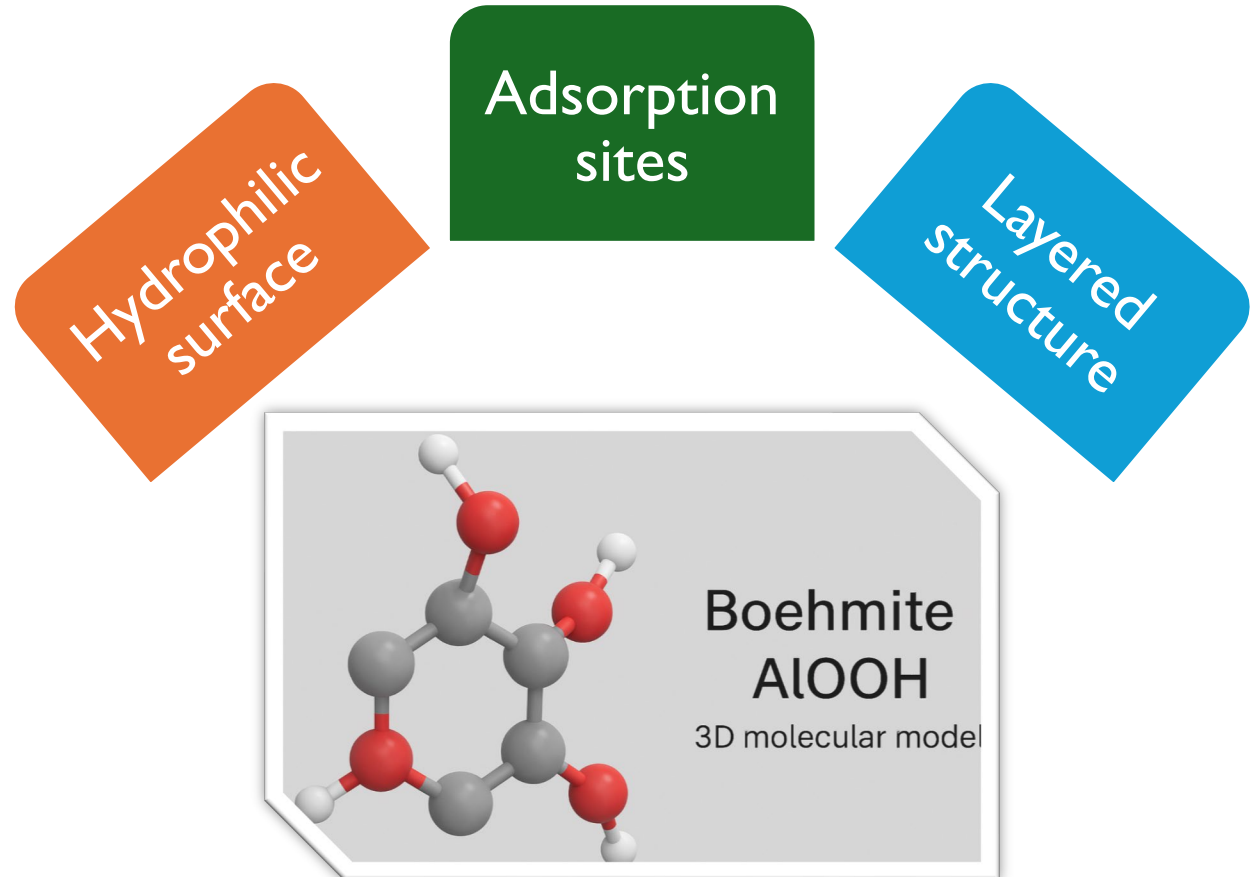 Hydrophilic
surface
Adsorption
sites
Layered
structure
Boehmite
AlOOH
3D molecular model